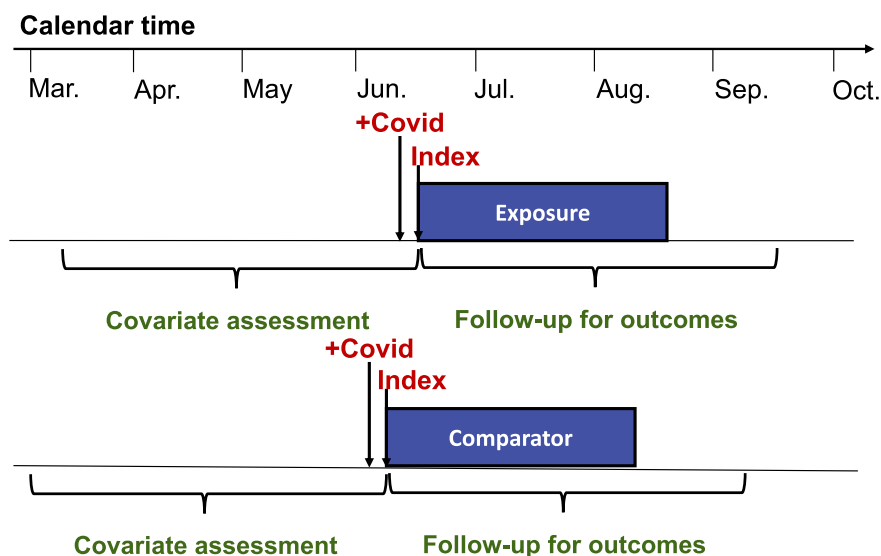 Calendar time
Mar. Apr. May Jun. Jul. Aug. Sep. Oct.
+Covid
Index
Exposure
Covariate assessment Follow-up for outcomes
+Covid
Index
Comparator
Covariate assessment Follow-up for outcomes